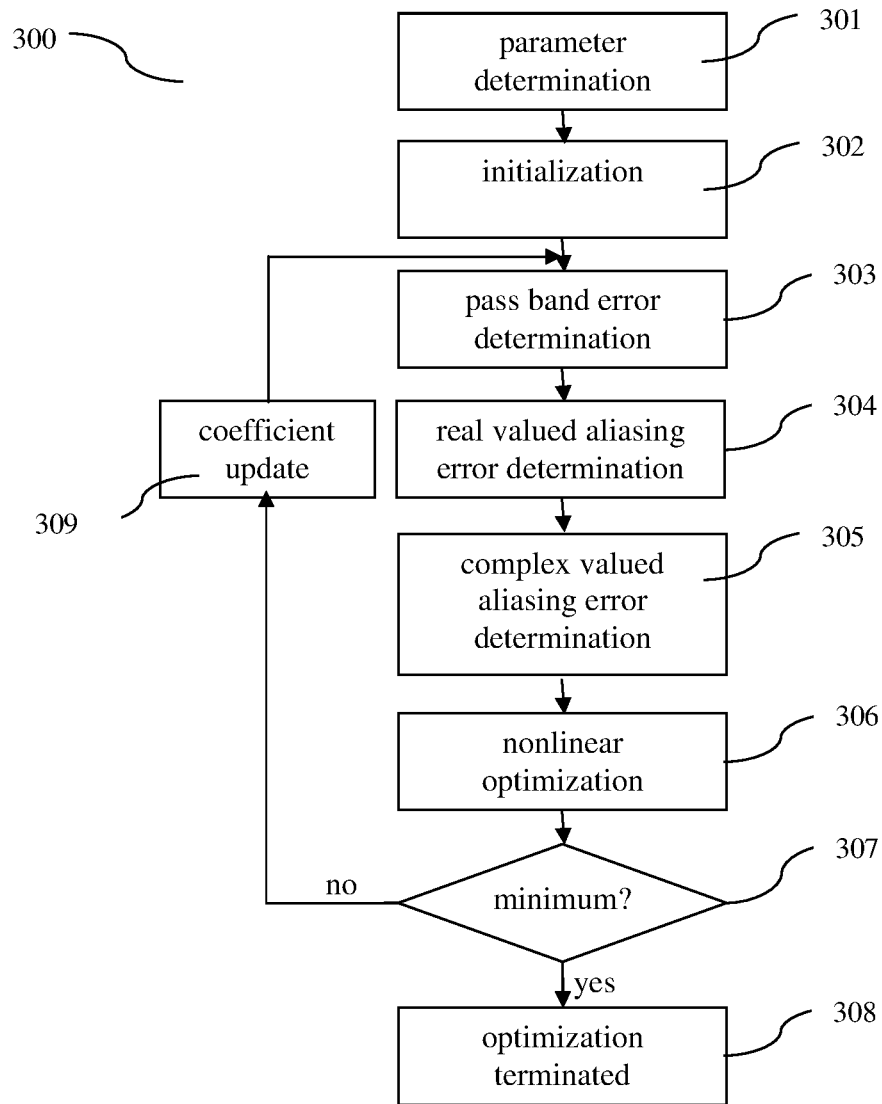 300
301
parameter
determination
302
initialization
303
pass band error
determination
304
real valued aliasing
error determination
305
complex valued
aliasing error
determination
306
nonlinear
optimization
307
minimum?
no
coefficient
update
309
yes
308
optimization
terminated